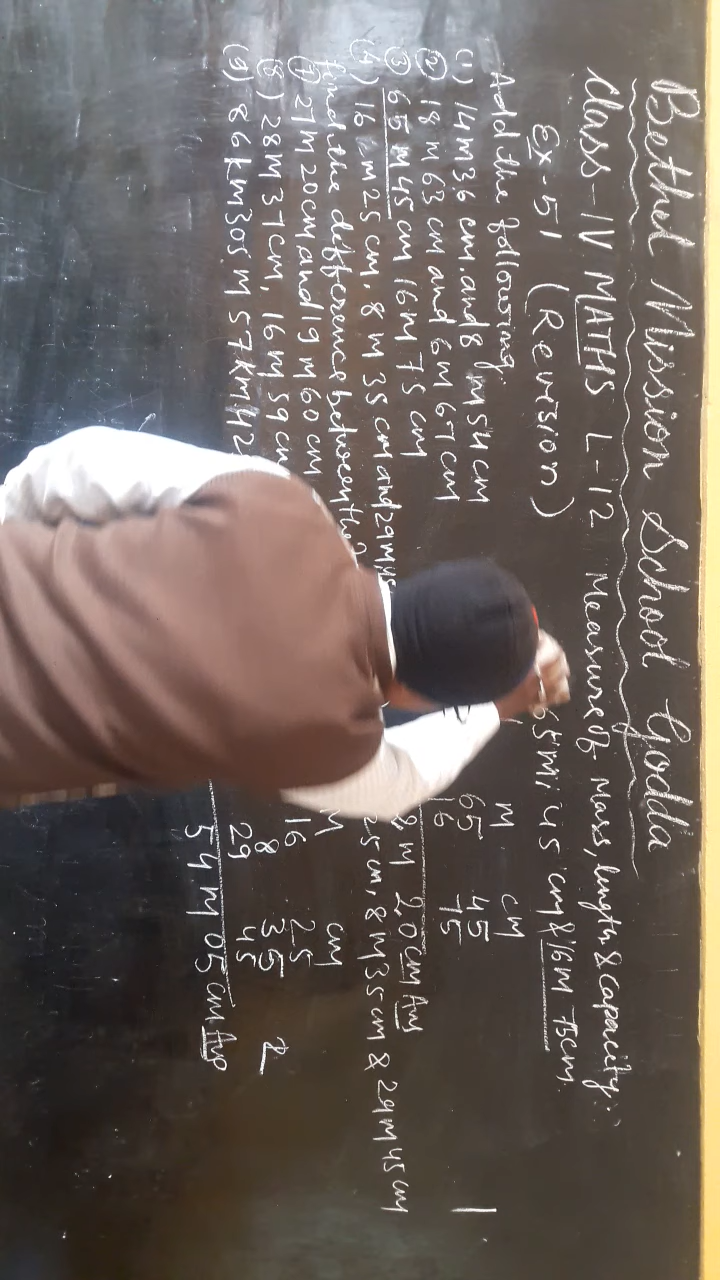 Bethel Mission School Godda
Class-IV MATHS L-12 Measure of Mass, length & capacity:
Ex-51 (Revision)
Add the following.
(1) 14 m 36 cm. and 8 m 54 cm
(2) 18 m 63 cm and 6 m 67 cm
(3) 65 m 45 cm 16 m 75 cm
(4) 16 m 25 cm, 8 m 35 cm and 29 m 45
find the difference between the
(7) 27 m 20 cm and 19 m 60 cm
(8) 28 m 37 cm, 16 m 59 cm
(9) 86 km 305 m 57 km 42
65 m, 45 cm & 16 m 75 cm.
M. cm
65 45
16 75
8 2 m 20 cm Ans
25 cm, 8 m 35 cm & 29 m 45 cm
M cm
16 25
8 35
29 45
54 m 05 cm Ans